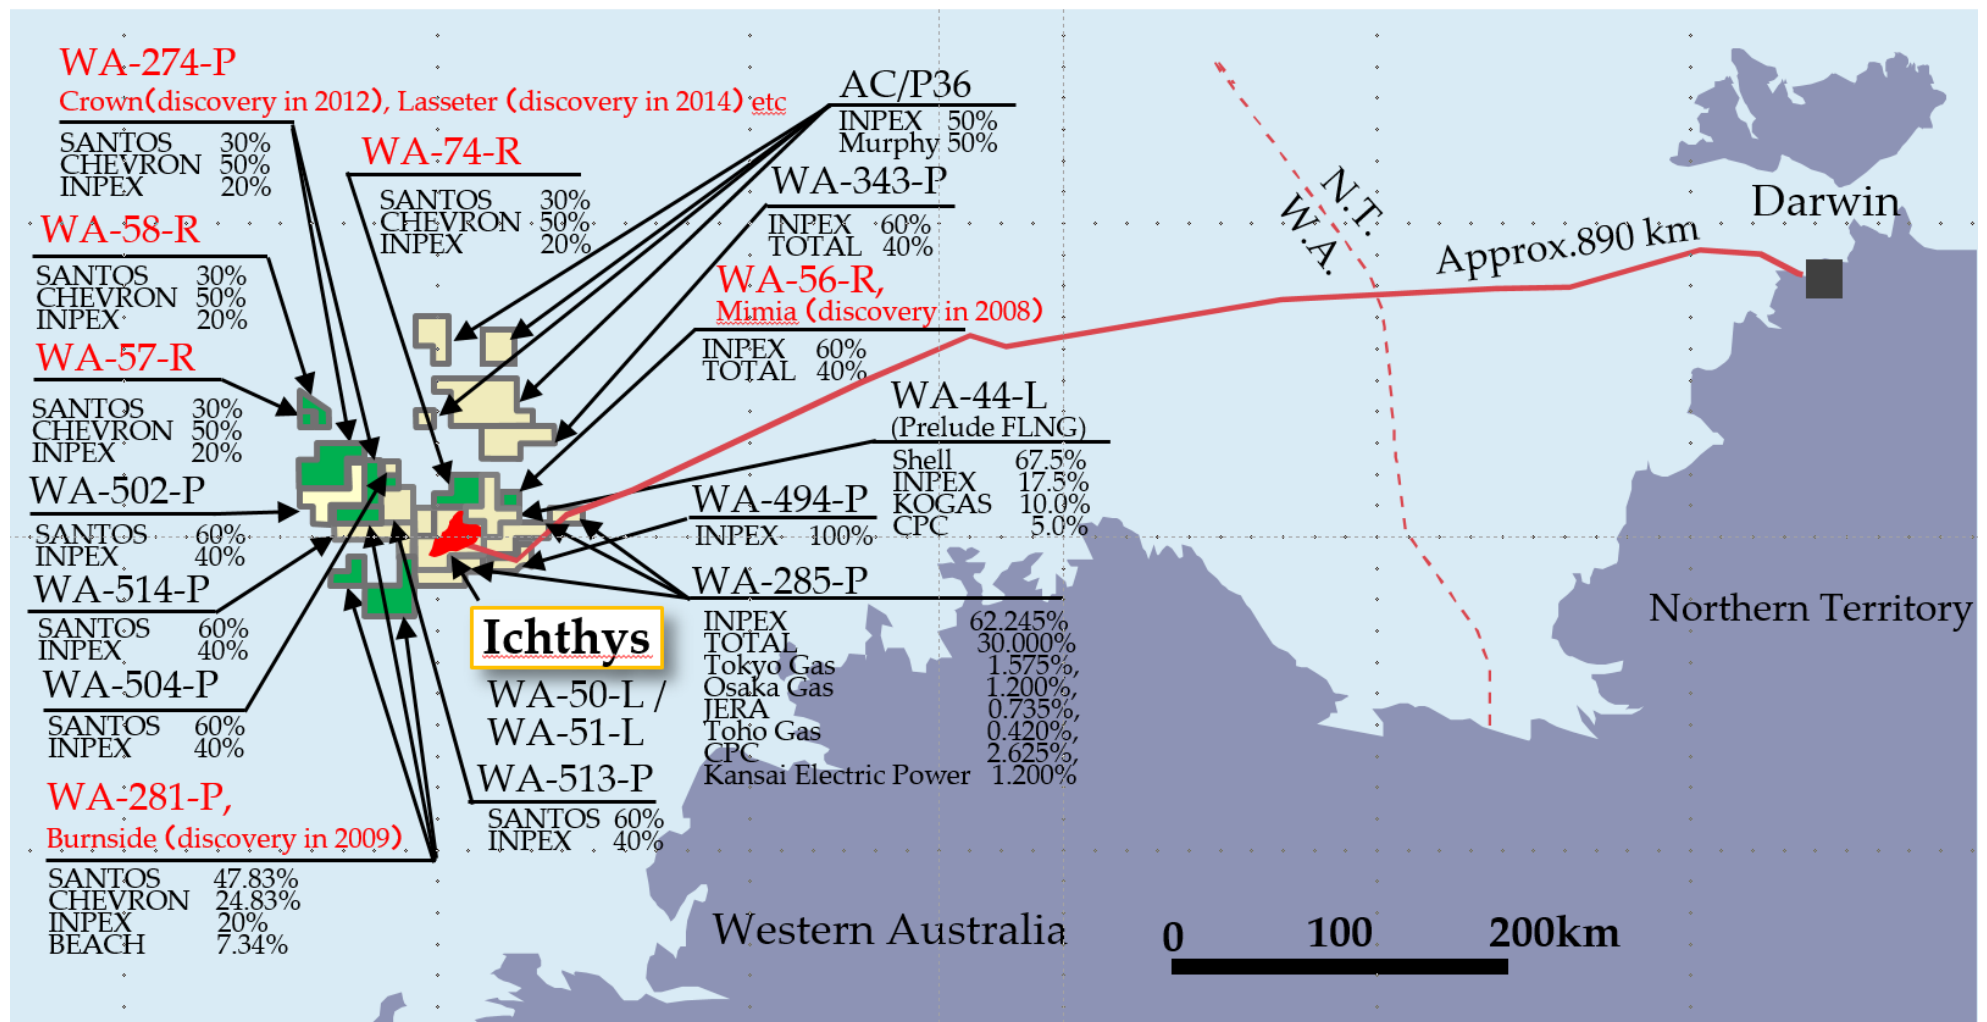 WA-274-P
Crown(discovery in 2012), Lasseter (discovery in 2014) etc
SANTOS 30%
CHEVRON 50%
INPEX 20%
WA-74-R
SANTOS 30%
CHEVRON 50%
INPEX 20%
AC/P36
INPEX 50%
Murphy 50%
WA-343-P
INPEX 60%
TOTAL 40%
WA-58-R
SANTOS 30%
CHEVRON 50%
INPEX 20%
WA-56-R,
Mimia (discovery in 2008)
INPEX 60%
TOTAL 40%
WA-57-R
SANTOS 30%
CHEVRON 50%
INPEX 20%
WA-44-L
(Prelude FLNG)
Shell 67.5%
INPEX 17.5%
KOGAS 10.0%
CPC 5.0%
WA-502-P
SANTOS 60%
INPEX 40%
WA-494-P
INPEX 100%
WA-514-P
SANTOS 60%
INPEX 40%
WA-285-P
INPEX 62.245%
TOTAL 30.000%
Tokyo Gas 1.575%,
Osaka Gas 1.200%,
JERA 0.735%,
Toho Gas 0.420%,
CPC 2.625%,
Kansai Electric Power 1.200%
Ichthys
WA-50-L /
WA-51-L
WA-504-P
SANTOS 60%
INPEX 40%
WA-513-P
SANTOS 60%
INPEX 40%
WA-281-P,
Burnside (discovery in 2009)
SANTOS 47.83%
CHEVRON 24.83%
INPEX 20%
BEACH 7.34%
N.T.
W.A.
Approx.890 km
Darwin
Northern Territory
Western Australia
0 100 200km